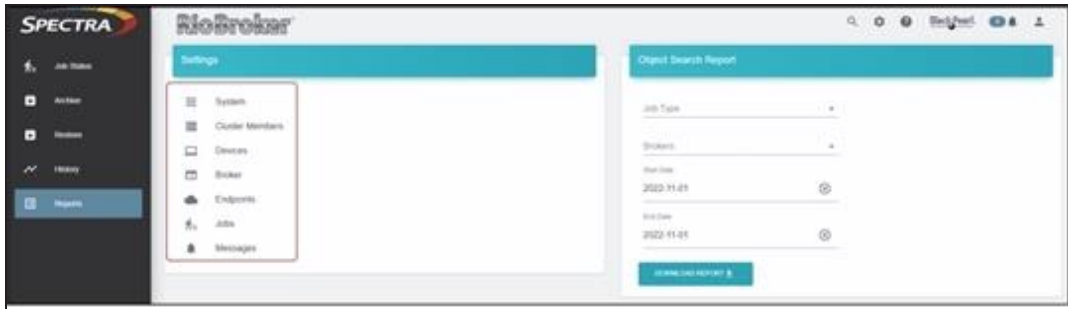 SPECTRA
RioBroker
BlackPearl
Job Status
Archive
Restore
History
Reports
Settings
System
Cluster Members
Devices
Broker
Endpoints
Jobs
Messages
Object Search Report
Job Type
Brokers
Start Date
2022-11-01
End Date
2022-11-01
DOWNLOAD REPORT